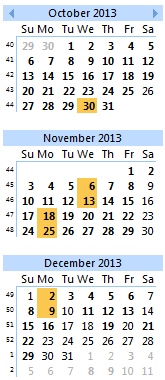 October 2013
Su Mo Tu We Th Fr Sa
40 29 30 1 2 3 4 5
41 6 7 8 9 10 11 12
42 13 14 15 16 17 18 19
43 20 21 22 23 24 25 26
44 27 28 29 30 31
November 2013
Su Mo Tu We Th Fr Sa
44 1 2
45 3 4 5 6 7 8 9
46 10 11 12 13 14 15 16
47 17 18 19 20 21 22 23
48 24 25 26 27 28 29 30
December 2013
Su Mo Tu We Th Fr Sa
49 1 2 3 4 5 6 7
50 8 9 10 11 12 13 14
51 15 16 17 18 19 20 21
52 22 23 24 25 26 27 28
1 29 30 31 1 2 3 4
2 5 6 7 8 9 10 11